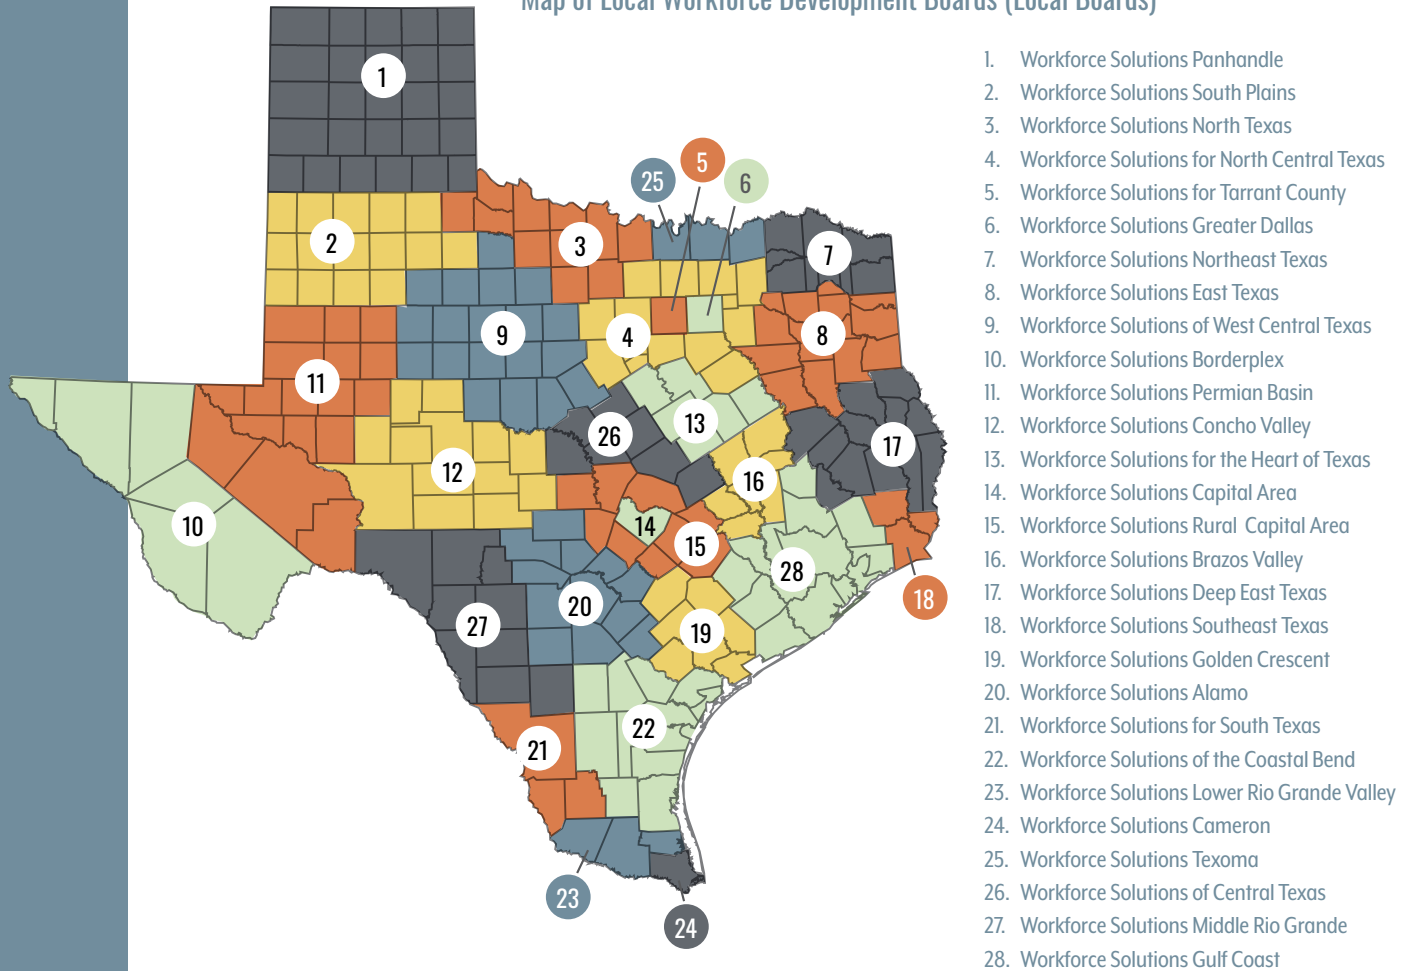 Map of Local Workforce Development Boards (Local Boards)
1. Workforce Solutions Panhandle
2. Workforce Solutions South Plains
3. Workforce Solutions North Texas
4. Workforce Solutions for North Central Texas
5. Workforce Solutions for Tarrant County
6. Workforce Solutions Greater Dallas
7. Workforce Solutions Northeast Texas
8. Workforce Solutions East Texas
9. Workforce Solutions of West Central Texas
10. Workforce Solutions Borderplex
11. Workforce Solutions Permian Basin
12. Workforce Solutions Concho Valley
13. Workforce Solutions for the Heart of Texas
14. Workforce Solutions Capital Area
15. Workforce Solutions Rural Capital Area
16. Workforce Solutions Brazos Valley
17. Workforce Solutions Deep East Texas
18. Workforce Solutions Southeast Texas
19. Workforce Solutions Golden Crescent
20. Workforce Solutions Alamo
21. Workforce Solutions for South Texas
22. Workforce Solutions of the Coastal Bend
23. Workforce Solutions Lower Rio Grande Valley
24. Workforce Solutions Cameron
25. Workforce Solutions Texoma
26. Workforce Solutions of Central Texas
27. Workforce Solutions Middle Rio Grande
28. Workforce Solutions Gulf Coast
1
5
25
6
2
3
7
9
4
8
11
13
26
17
12
16
10
14
15
28
18
20
27
19
22
21
23
24